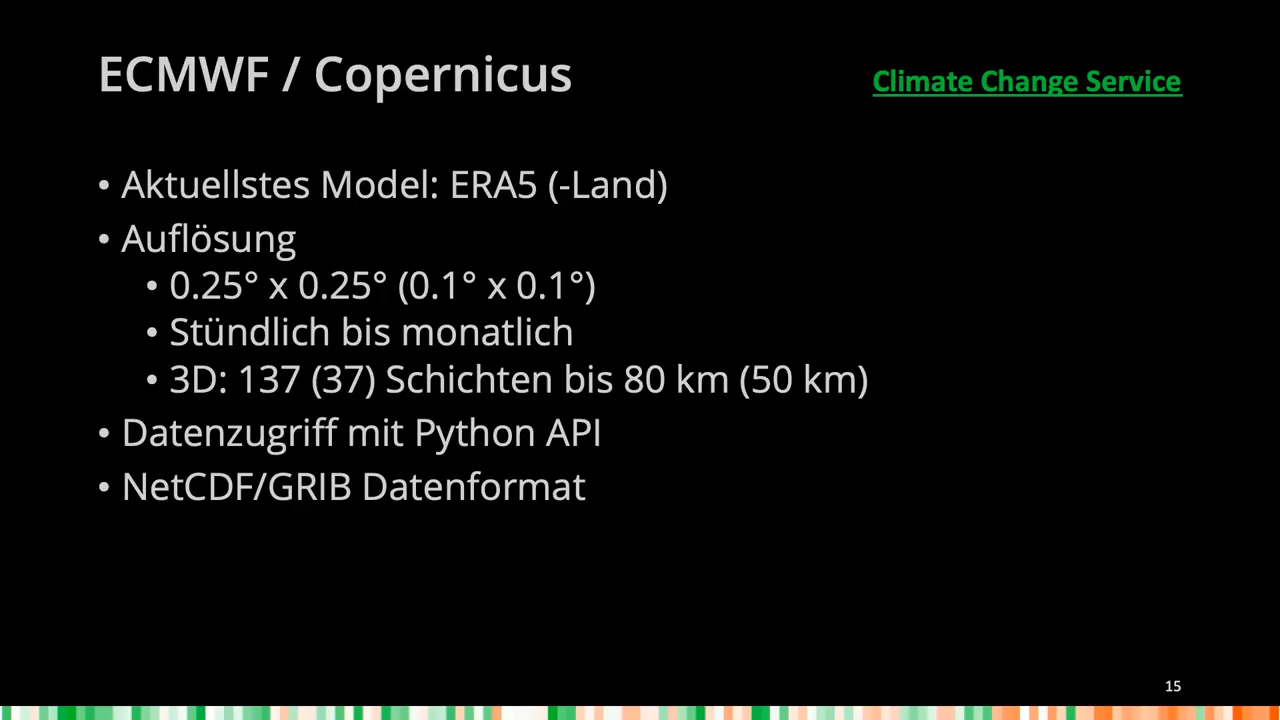 ECMWF / Copernicus
Climate Change Service
• Aktuellstes Model: ERA5 (-Land)
• Auflösung
• 0.25° x 0.25° (0.1° x 0.1°)
• Stündlich bis monatlich
• 3D: 137 (37) Schichten bis 80 km (50 km)
• Datenzugriff mit Python API
• NetCDF/GRIB Datenformat
15